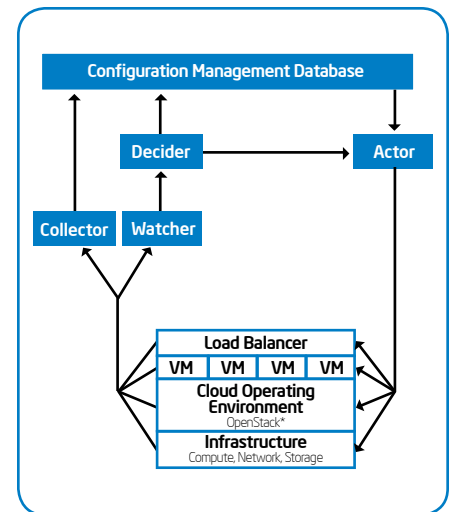 Configuration Management Database
Decider
Actor
Collector
Watcher
Load Balancer
VM VM VM VM
Cloud Operating
Environment
OpenStack*
Infrastructure
Compute, Network, Storage